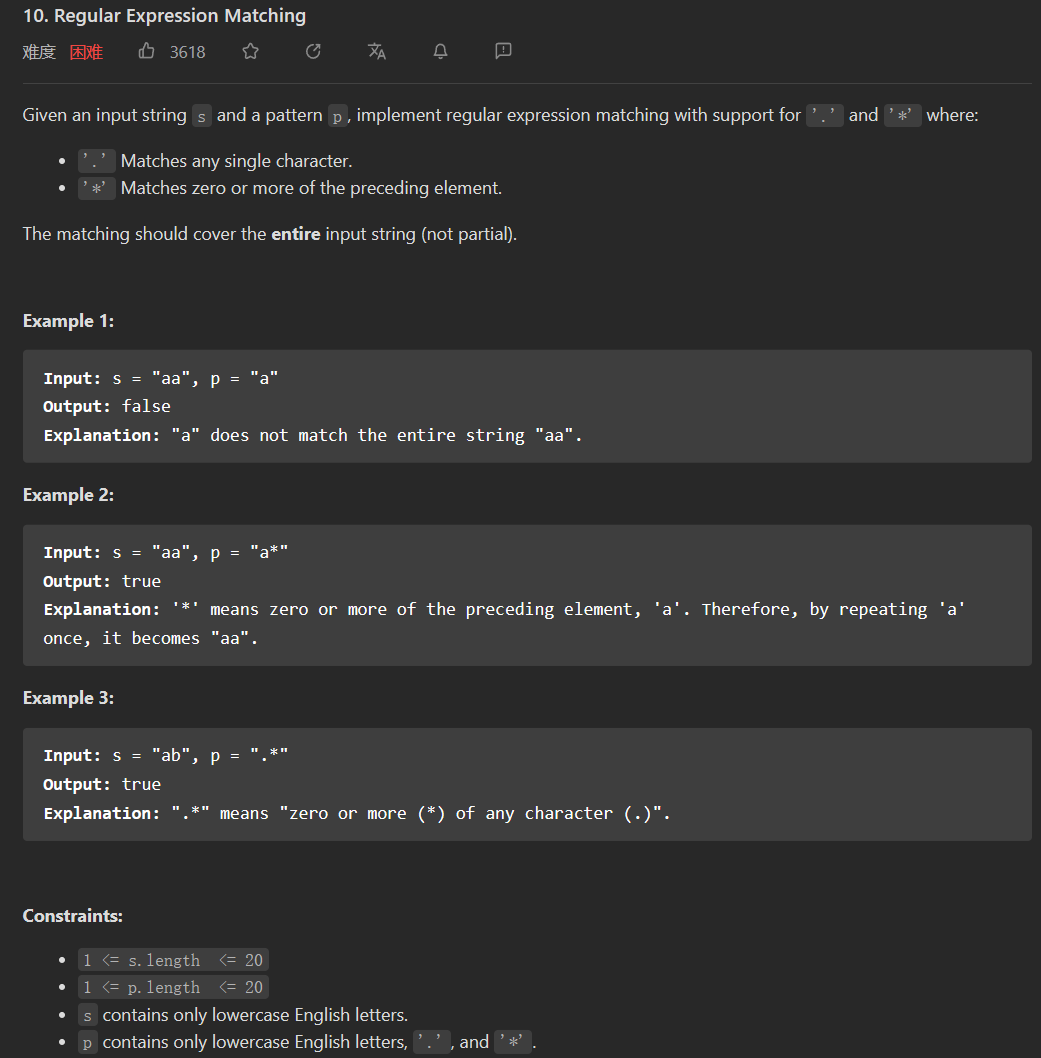 10. Regular Expression Matching
难度 困难 3618
Given an input string s and a pattern p, implement regular expression matching with support for '.' and '*' where:
• '.' Matches any single character.
• '*' Matches zero or more of the preceding element.
The matching should cover the entire input string (not partial).
Example 1:
Input: s = "aa", p = "a"
Output: false
Explanation: "a" does not match the entire string "aa".
Example 2:
Input: s = "aa", p = "a*"
Output: true
Explanation: '*' means zero or more of the preceding element, 'a'. Therefore, by repeating 'a'
once, it becomes "aa".
Example 3:
Input: s = "ab", p = ".*"
Output: true
Explanation: ".*" means "zero or more (*) of any character (.)".
Constraints:
• 1 <= s.length <= 20
• 1 <= p.length <= 20
• s contains only lowercase English letters.
• p contains only lowercase English letters, '.', and '*'.